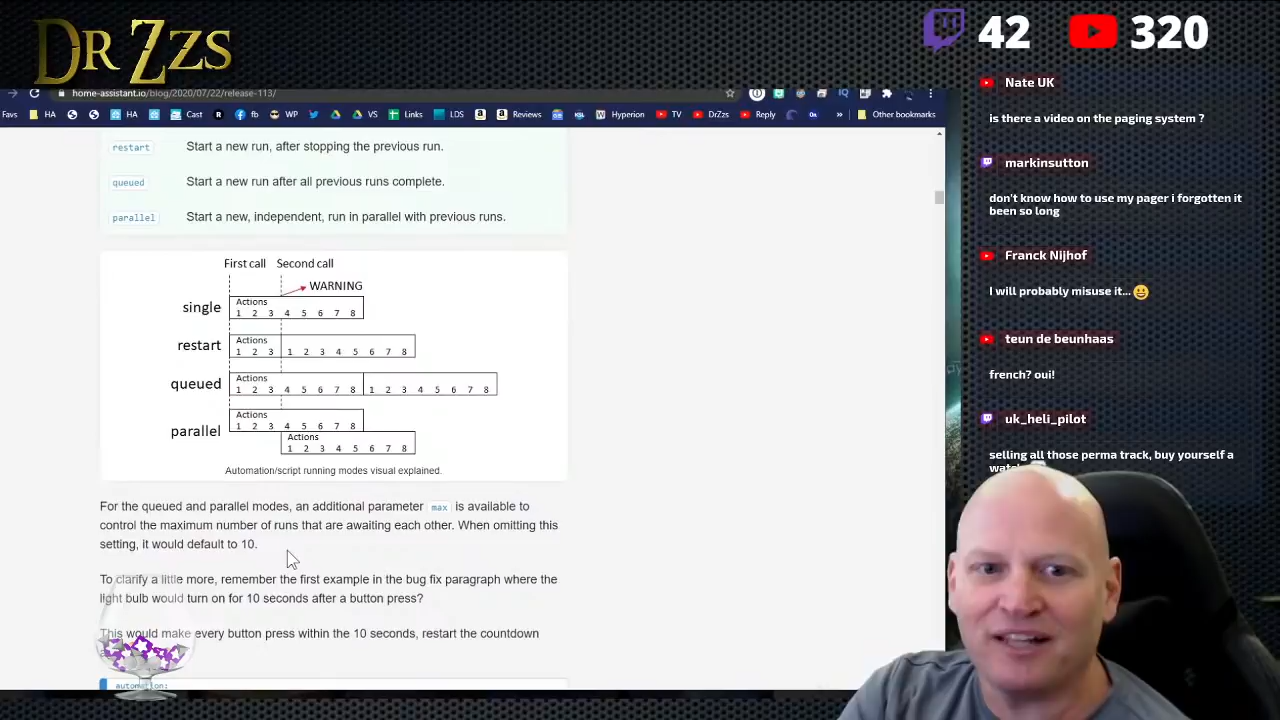 DR ZZS
42
320
home-assistant.io/blog/2020/07/22/release-113/
Favs
HA
HA
Cast
fb
WP
VS
Links
LDS
Reviews
Hyperion
TV
DrZzs
Reply
»
Other bookmarks
restart Start a new run, after stopping the previous run.
queued Start a new run after all previous runs complete.
parallel Start a new, independent, run in parallel with previous runs.
First call Second call
WARNING
single
Actions
1 2 3 4 5 6 7 8
restart
Actions
1 2 3 1 2 3 4 5 6 7 8
queued
Actions
1 2 3 4 5 6 7 8 1 2 3 4 5 6 7 8
parallel
Actions
1 2 3 4 5 6 7 8
Actions
1 2 3 4 5 6 7 8
Automation/script running modes visual explained.
For the queued and parallel modes, an additional parameter max is available to
control the maximum number of runs that are awaiting each other. When omitting this
setting, it would default to 10.
To clarify a little more, remember the first example in the bug fix paragraph where the
light bulb would turn on for 10 seconds after a button press?
This would make every button press within the 10 seconds, restart the countdown
automation:
Nate UK
is there a video on the paging system ?
markinsutton
don't know how to use my pager i forgotten it
been so long
Franck Nijhof
I will probably misuse it...
teun de beunhaas
french? oui!
uk_heli_pilot
selling all those perma track, buy yourself a